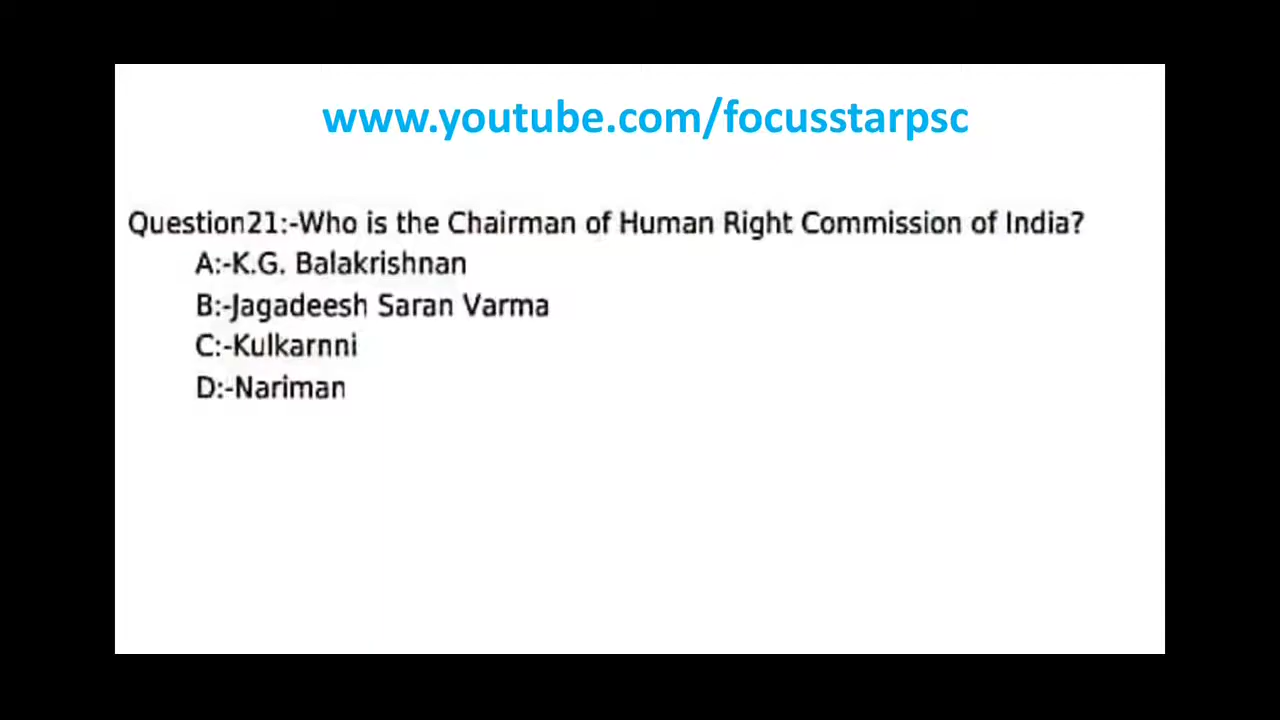 www.youtube.com/focusstarpsc
Question21:-Who is the Chairman of Human Right Commission of India?
A:-K.G. Balakrishnan
B:-Jagadeesh Saran Varma
C:-Kulkarnni
D:-Nariman